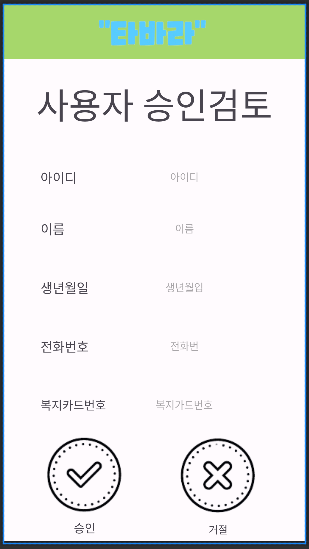 "타바라"
사용자 승인검토
아이디 아이디
이름 이름
생년월일 생년월일
전화번호 전화번
복지카드번호 복지카드번호
승인 거절